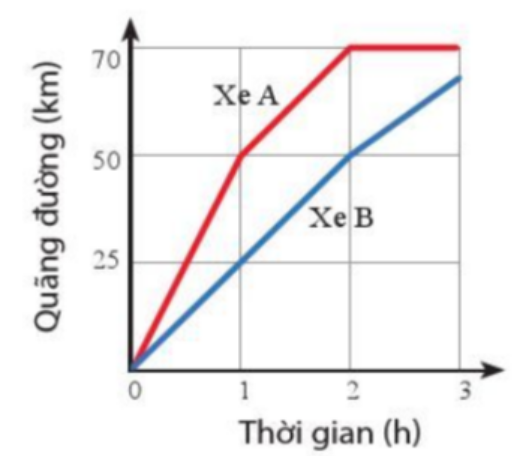 Quãng đường (km)
70
50
25
Xe A
Xe B
0 1 2 3
Thời gian (h)